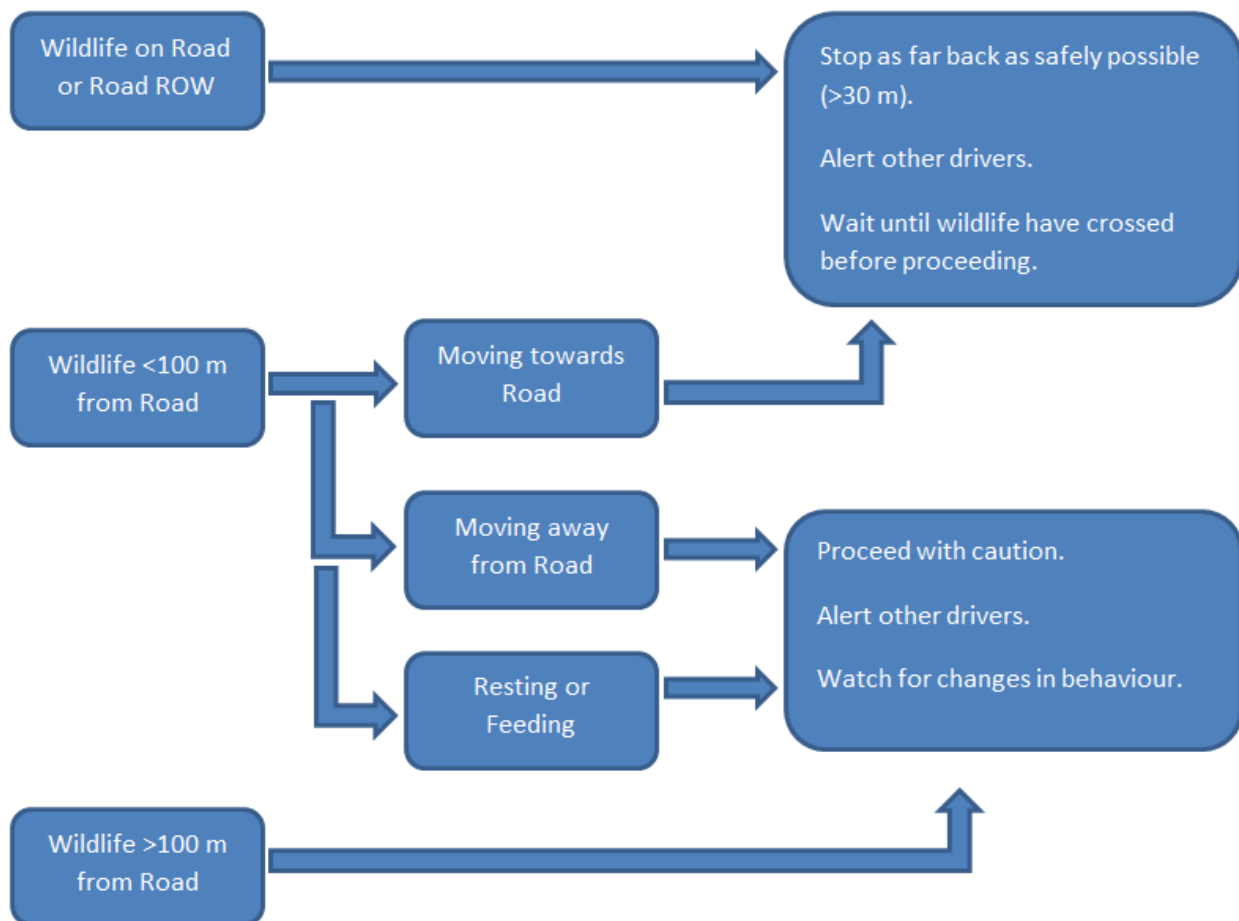 Wildlife on Road
or Road ROW
Stop as far back as safely possible
(>30 m).
Alert other drivers.
Wait until wildlife have crossed
before proceeding.
Wildlife <100 m
from Road
Moving towards
Road
Moving away
from Road
Proceed with caution.
Alert other drivers.
Watch for changes in behaviour.
Resting or
Feeding
Wildlife >100 m
from Road